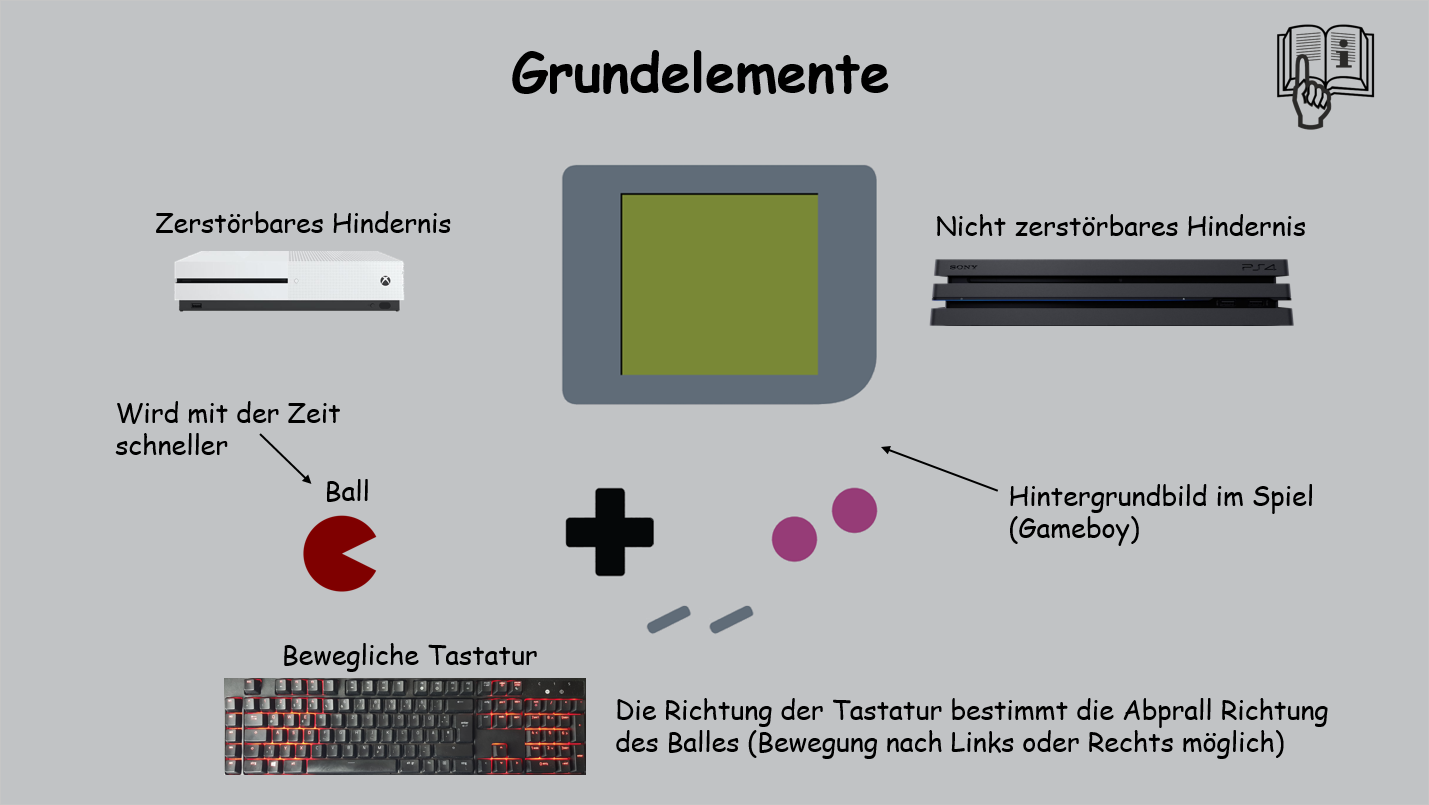 Grundelemente
i
Zerstörbares Hindernis
Nicht zerstörbares Hindernis
SONY
PS4
Wird mit der Zeit
schneller
Ball
Hintergrundbild im Spiel
(Gameboy)
Bewegliche Tastatur
Die Richtung der Tastatur bestimmt die Abprall Richtung
des Balles (Bewegung nach Links oder Rechts möglich)